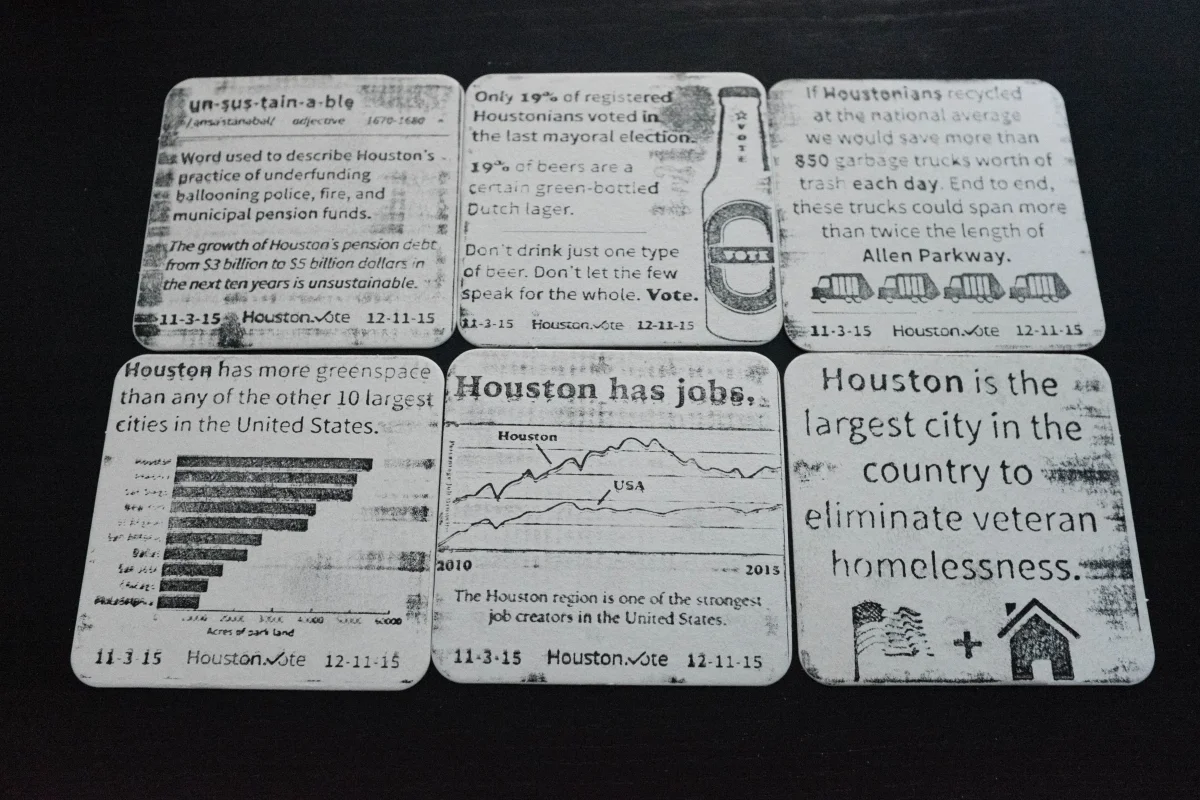 un·sus·tain·a·ble
adjective 1670-1680
Word used to describe Houston's
practice of underfunding
ballooning police, fire, and
municipal pension funds.
The growth of Houston's pension debt
from $3 billion to $5 billion dollars in
the next ten years is unsustainable.
11-3-15 Houston.Vote 12-11-15
Only 19% of registered
Houstonians voted in
the last mayoral election.
19% of beers are a
certain green-bottled
Dutch lager.
Don't drink just one type
of beer. Don't let the few
speak for the whole. Vote.
VOTE
VOTE
11-3-15 Houston.Vote 12-11-15
If Houstonians recycled
at the national average
we would save more than
850 garbage trucks worth of
trash each day. End to end,
these trucks could span more
than twice the length of
Allen Parkway.
11-3-15 Houston.Vote 12-11-15
Houston has more greenspace
than any of the other 10 largest
cities in the United States.
Dallas
Chicago
60000
Acres of park land
11-3-15 Houston.Vote 12-11-15
Houston has jobs.
Houston
USA
2010 2015
The Houston region is one of the strongest
job creators in the United States.
11-3-15 Houston.Vote 12-11-15
Houston is the
largest city in the
country to
eliminate veteran
homelessness.
+